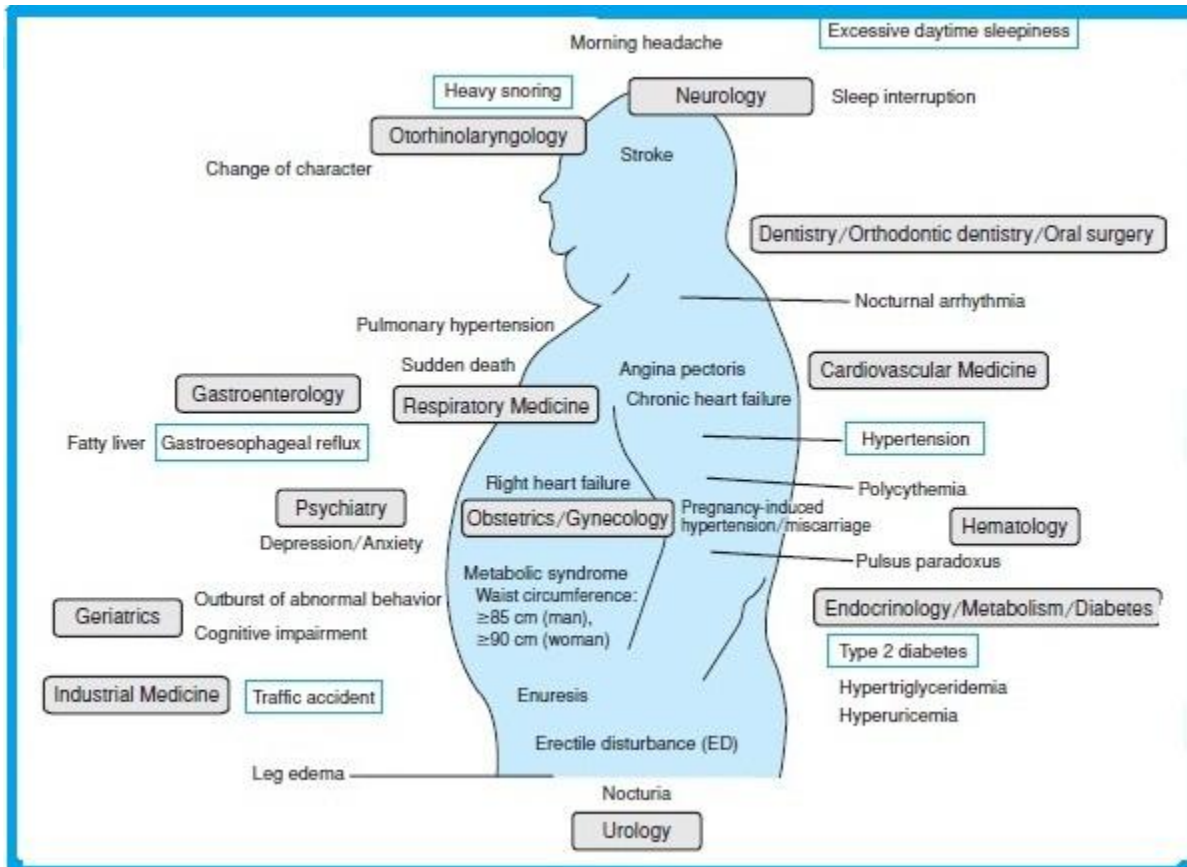 Excessive daytime sleepiness
Morning headache
Heavy snoring
Neurology
Sleep interruption
Otorhinolaryngology
Stroke
Change of character
Dentistry/Orthodontic dentistry/Oral surgery
Nocturnal arrhythmia
Pulmonary hypertension
Sudden death
Angina pectoris
Cardiovascular Medicine
Gastroenterology
Respiratory Medicine
Chronic heart failure
Fatty liver
Gastroesophageal reflux
Hypertension
Right heart failure
Polycythemia
Psychiatry
Obstetrics/Gynecology
Pregnancy-induced
hypertension/miscarriage
Hematology
Depression/Anxiety
Pulsus paradoxus
Metabolic syndrome
Waist circumference:
≥85 cm (man),
≥90 cm (woman)
Geriatrics
Outburst of abnormal behavior
Cognitive impairment
Endocrinology/Metabolism/Diabetes
Type 2 diabetes
Hypertriglyceridemia
Hyperuricemia
Industrial Medicine
Traffic accident
Enuresis
Erectile disturbance (ED)
Leg edema
Nocturia
Urology